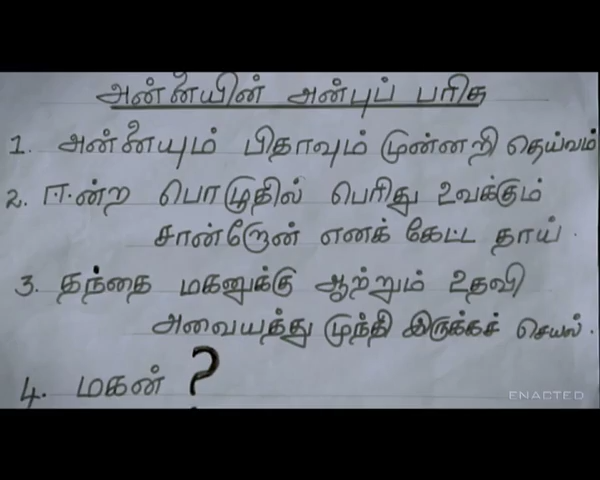 அன்னையின் அன்புப் பரிசு
1. அன்னையும் பிதாவும் முன்னறி தெய்வம்
2. ஈன்ற பொழுதில் பெரிது உவக்கும்
சான்றோன் எனக் கேட்ட தாய்.
3. தந்தை மகனுக்கு ஆற்றும் உதவி
அவையத்து முந்தி இருக்கச் செயல்.
4. மகன் ?
ENACTED